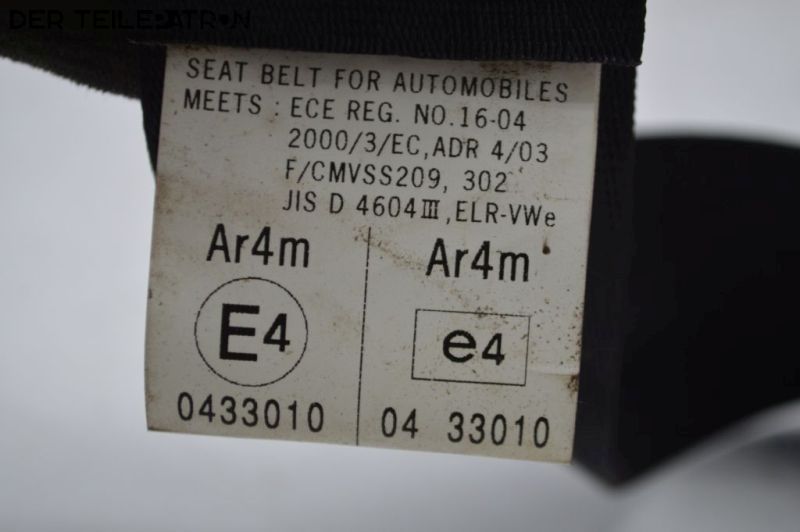 DER TEILEPATRON
SEAT BELT FOR AUTOMOBILES
MEETS : ECE REG. NO.16-04
2000/3/EC, ADR 4/03
F/CMVSS209, 302
JIS D 4604Ⅲ, ELR-VWe
Ar4m
E4
0433010
Ar4m
e4
04 33010